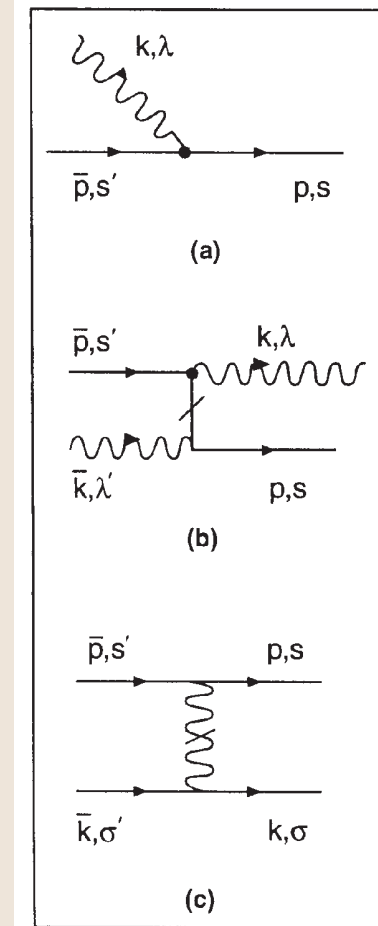 k,λ
p̄,s′ p,s
(a)
p̄,s′ k,λ
k̄,λ′ p,s
(b)
p̄,s′ p,s
k̄,σ′ k,σ
(c)